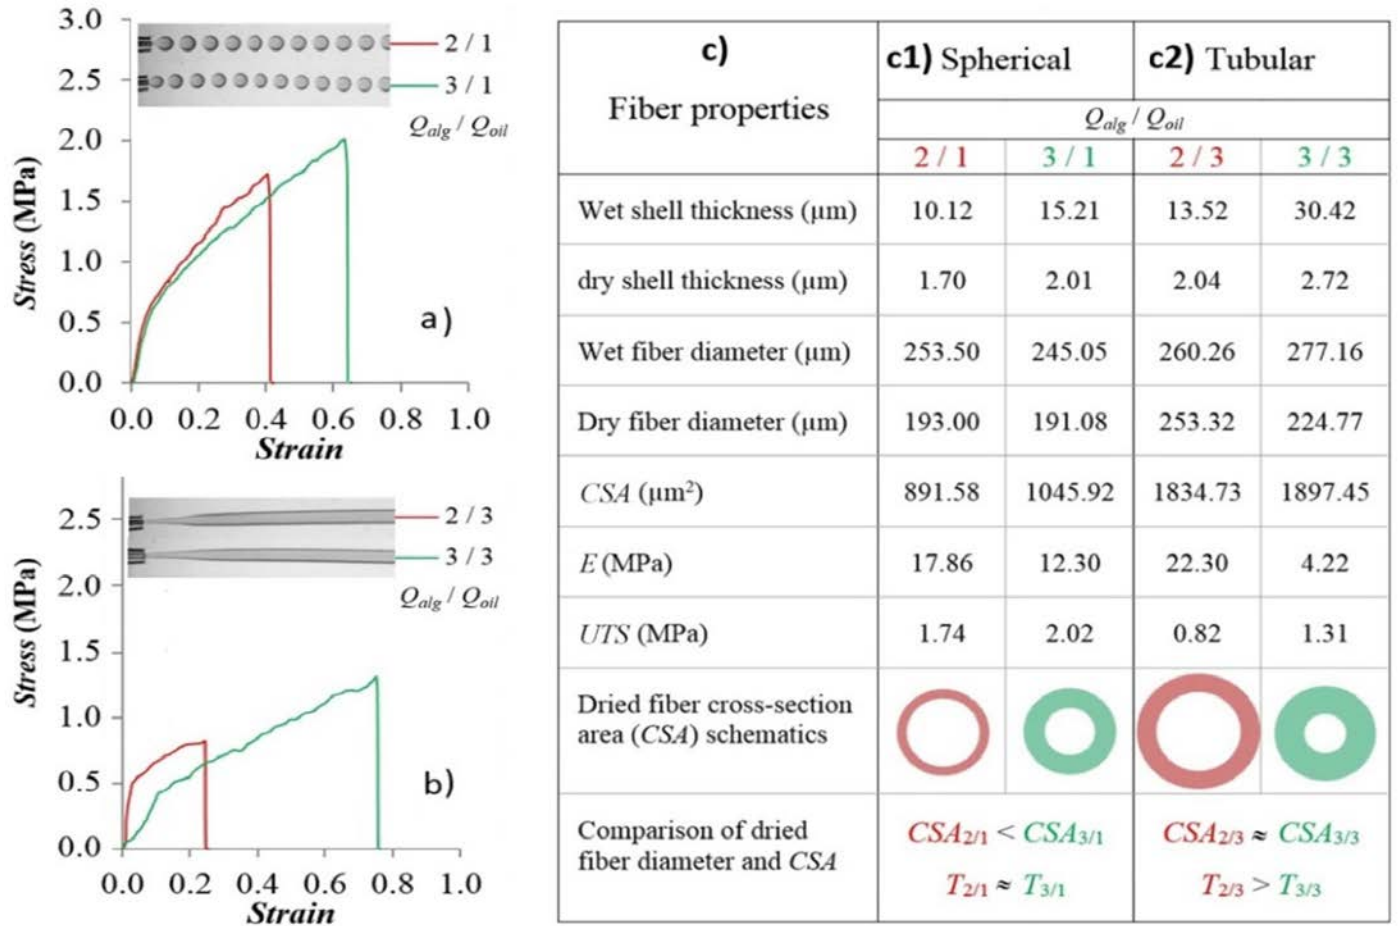 3.0
2.5
2.0
1.5
1.0
0.5
0.0
Stress (MPa)
2 / 1
3 / 1
Qalg / Qoil
a)
0.0 0.2 0.4 0.6 0.8 1.0
Strain
2.5
2.0
1.5
1.0
0.5
0.0
Stress (MPa)
2 / 3
3 / 3
Qalg / Qoil
b)
0.0 0.2 0.4 0.6 0.8 1.0
Strain
c)
Fiber properties
c1) Spherical c2) Tubular
Qalg / Qoil
2 / 1 3 / 1 2 / 3 3 / 3
Wet shell thickness (μm) 10.12 15.21 13.52 30.42
dry shell thickness (μm) 1.70 2.01 2.04 2.72
Wet fiber diameter (μm) 253.50 245.05 260.26 277.16
Dry fiber diameter (μm) 193.00 191.08 253.32 224.77
CSA (μm²) 891.58 1045.92 1834.73 1897.45
E (MPa) 17.86 12.30 22.30 4.22
UTS (MPa) 1.74 2.02 0.82 1.31
Dried fiber cross-section
area (CSA) schematics
Comparison of dried
fiber diameter and CSA
CSA2/1 < CSA3/1 CSA2/3 ≈ CSA3/3
T2/1 ≈ T3/1 T2/3 > T3/3